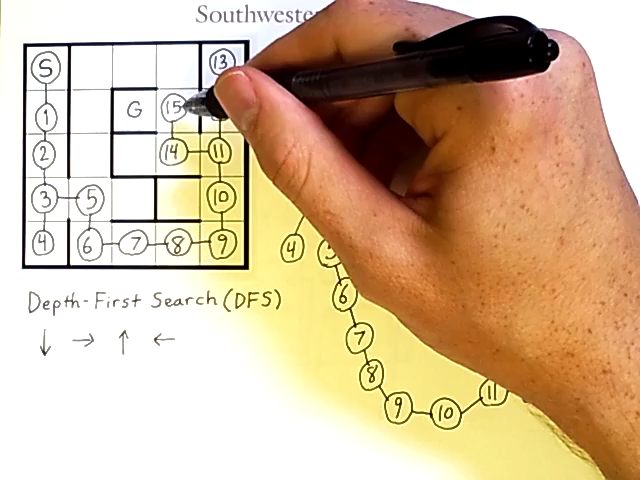 Southwester
S 13
1 G 15
2 14 11
3 5 10
4 6 7 8 9
4
6
7
8
9 10 11
Depth-First Search (DFS)
↓ → ↑ ←